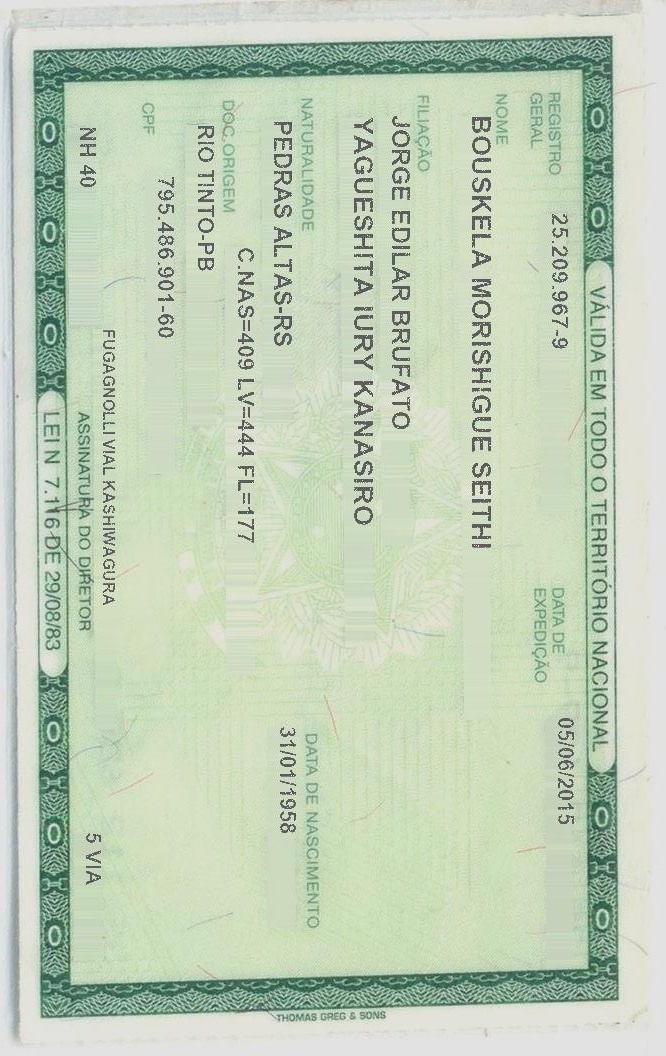 VÁLIDA EM TODO O TERRITÓRIO NACIONAL
REGISTRO GERAL 25.209.967-9 DATA DE EXPEDIÇÃO 05/06/2015
NOME
BOUSKELA MORISHIGUE SEITHI
FILIAÇÃO
JORGE EDILAR BRUFATO
YAGUESHITA IURY KANASIRO
NATURALIDADE DATA DE NASCIMENTO
PEDRAS ALTAS-RS 31/01/1958
DOC.ORIGEM C.NAS=409 LV=444 FL=177
RIO TINTO-PB
CPF 795.486.901-60
FUGAGNOLLI VIAL KASHIWAGURA
NH 40 ASSINATURA DO DIRETOR 5 VIA
LEI N 7.116 DE 29/08/83
THOMAS GREG & SONS